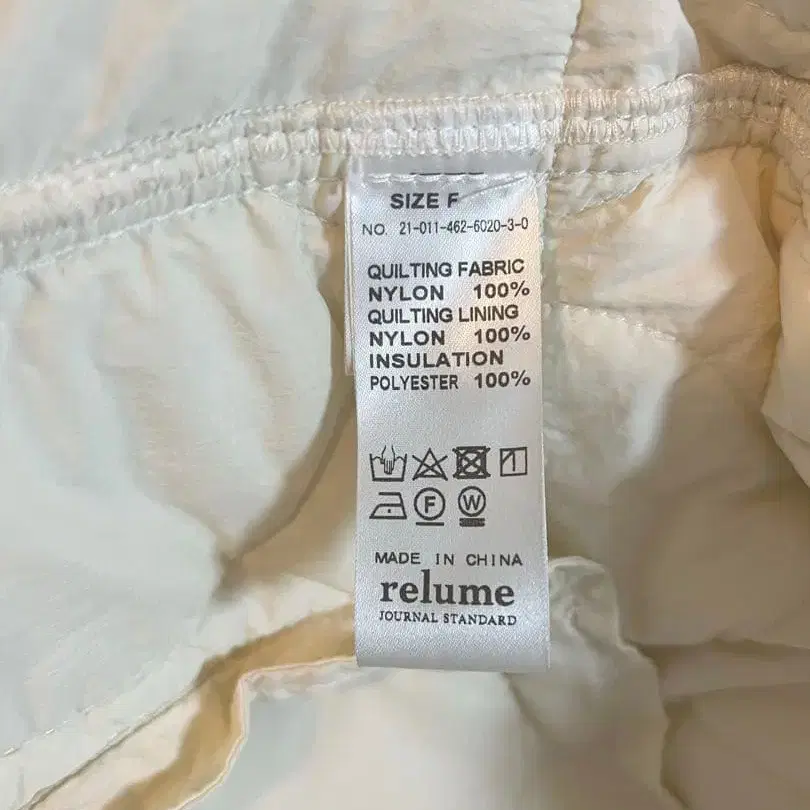 SIZE F
NO. 21-011-462-6020-3-0
QUILTING FABRIC
NYLON 100%
QUILTING LINING
NYLON 100%
INSULATION
POLYESTER 100%
F W
MADE IN CHINA
relume
JOURNAL STANDARD